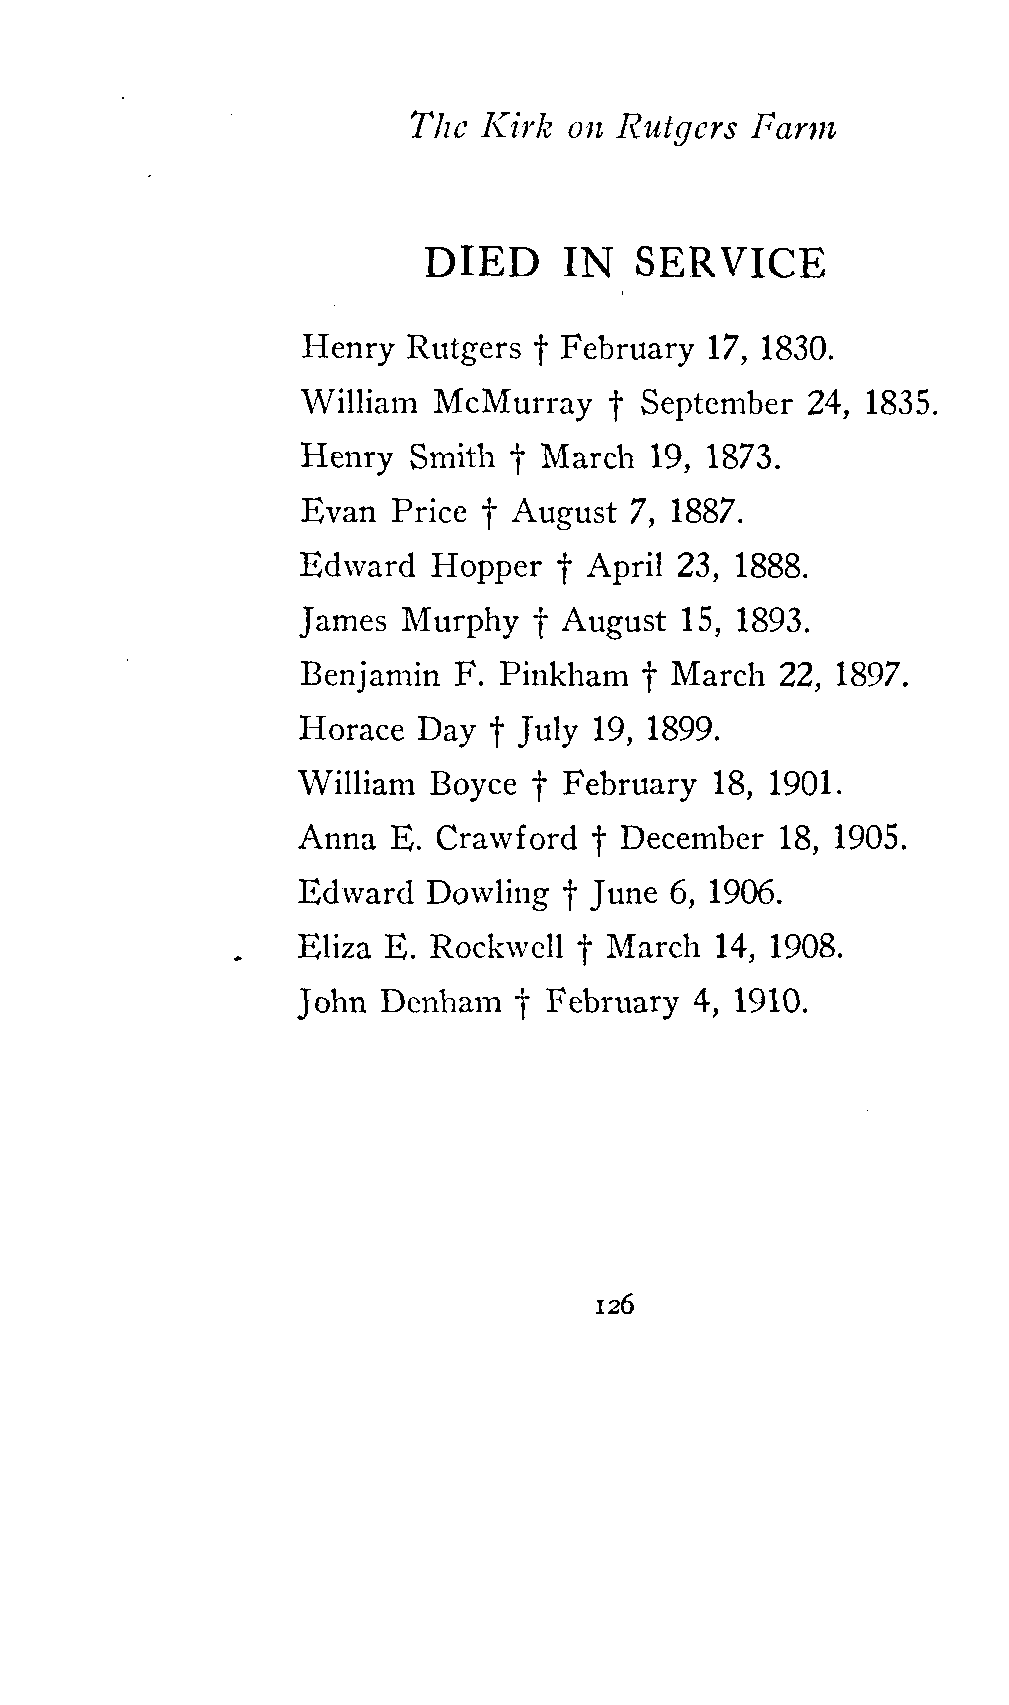 The Kirk on Rutgers Farm
DIED IN SERVICE
Henry Rutgers † February 17, 1830.
William McMurray † September 24, 1835.
Henry Smith † March 19, 1873.
Evan Price † August 7, 1887.
Edward Hopper † April 23, 1888.
James Murphy † August 15, 1893.
Benjamin F. Pinkham † March 22, 1897.
Horace Day † July 19, 1899.
William Boyce † February 18, 1901.
Anna E. Crawford † December 18, 1905.
Edward Dowling † June 6, 1906.
Eliza E. Rockwell † March 14, 1908.
John Denham † February 4, 1910.
126